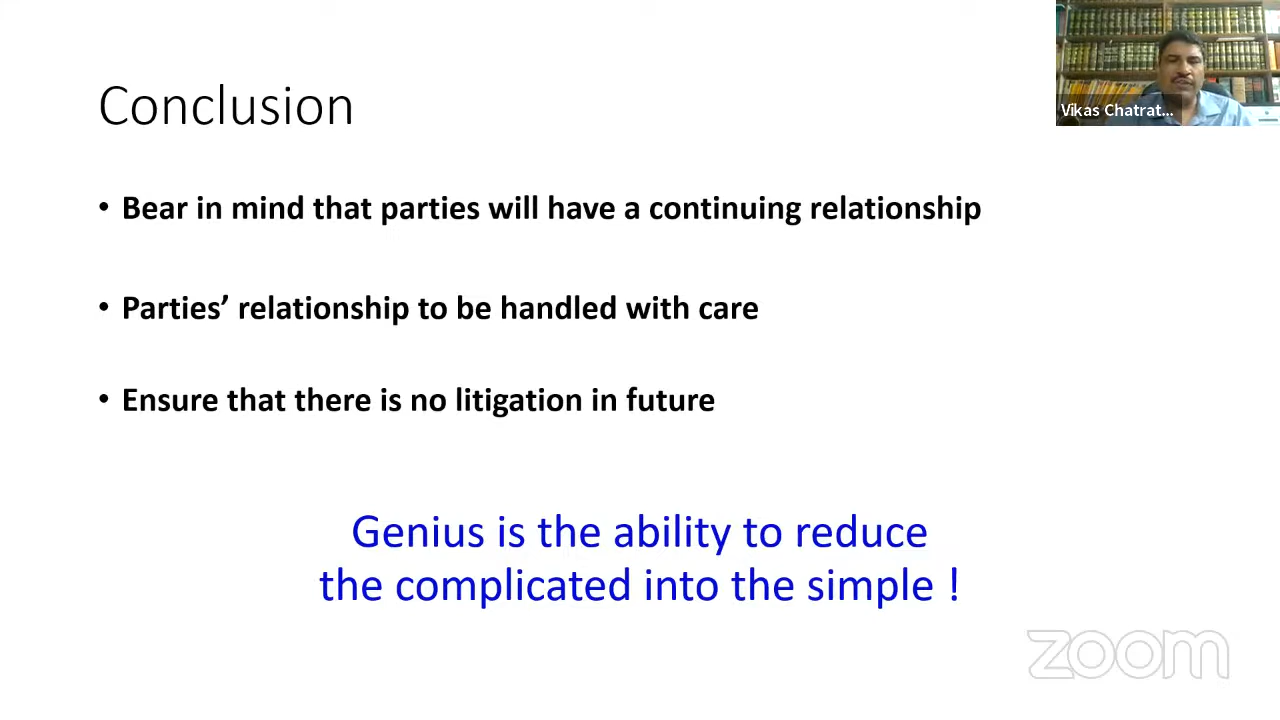 Vikas Chatrat...
Conclusion
• Bear in mind that parties will have a continuing relationship
• Parties’ relationship to be handled with care
• Ensure that there is no litigation in future
Genius is the ability to reduce
the complicated into the simple !
zoom